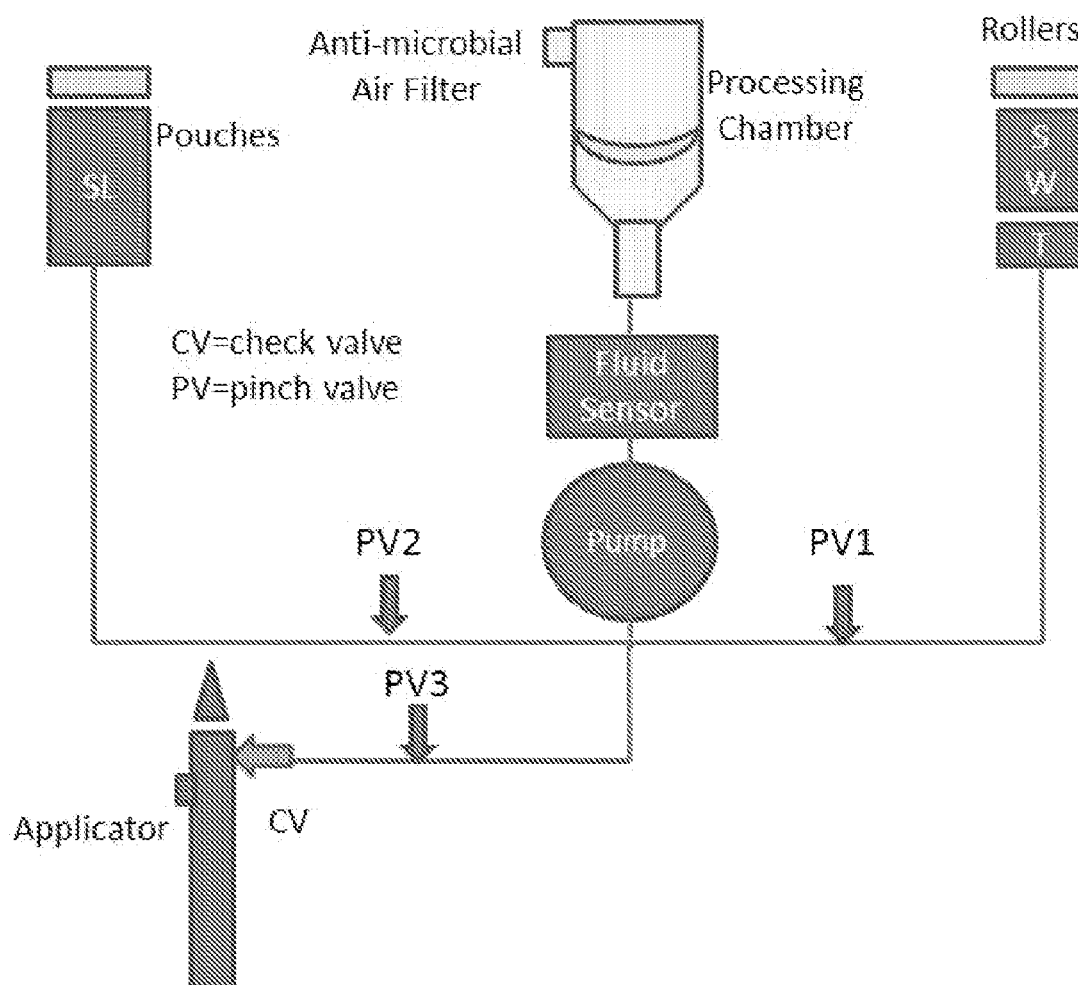 Anti-microbial
Air Filter
Rollers
Processing
Chamber
Pouches
SL
S
W
T
CV=check valve
PV=pinch valve
Fluid
Sensor
Pump
PV2
PV1
PV3
Applicator
CV